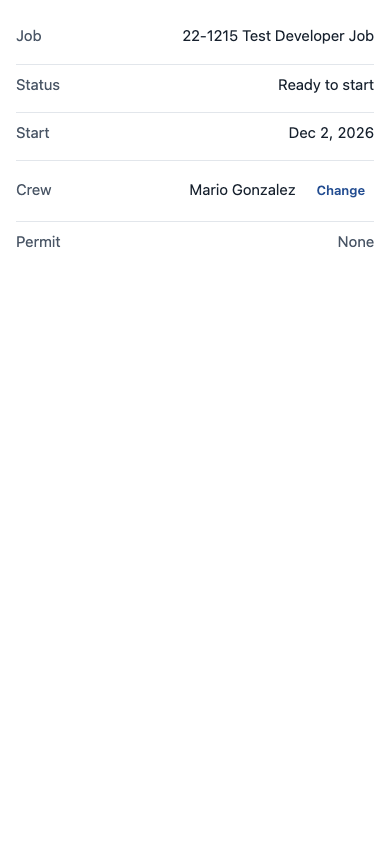 Job 22-1215 Test Developer Job
Status Ready to start
Start Dec 2, 2026
Crew Mario Gonzalez Change
Permit None